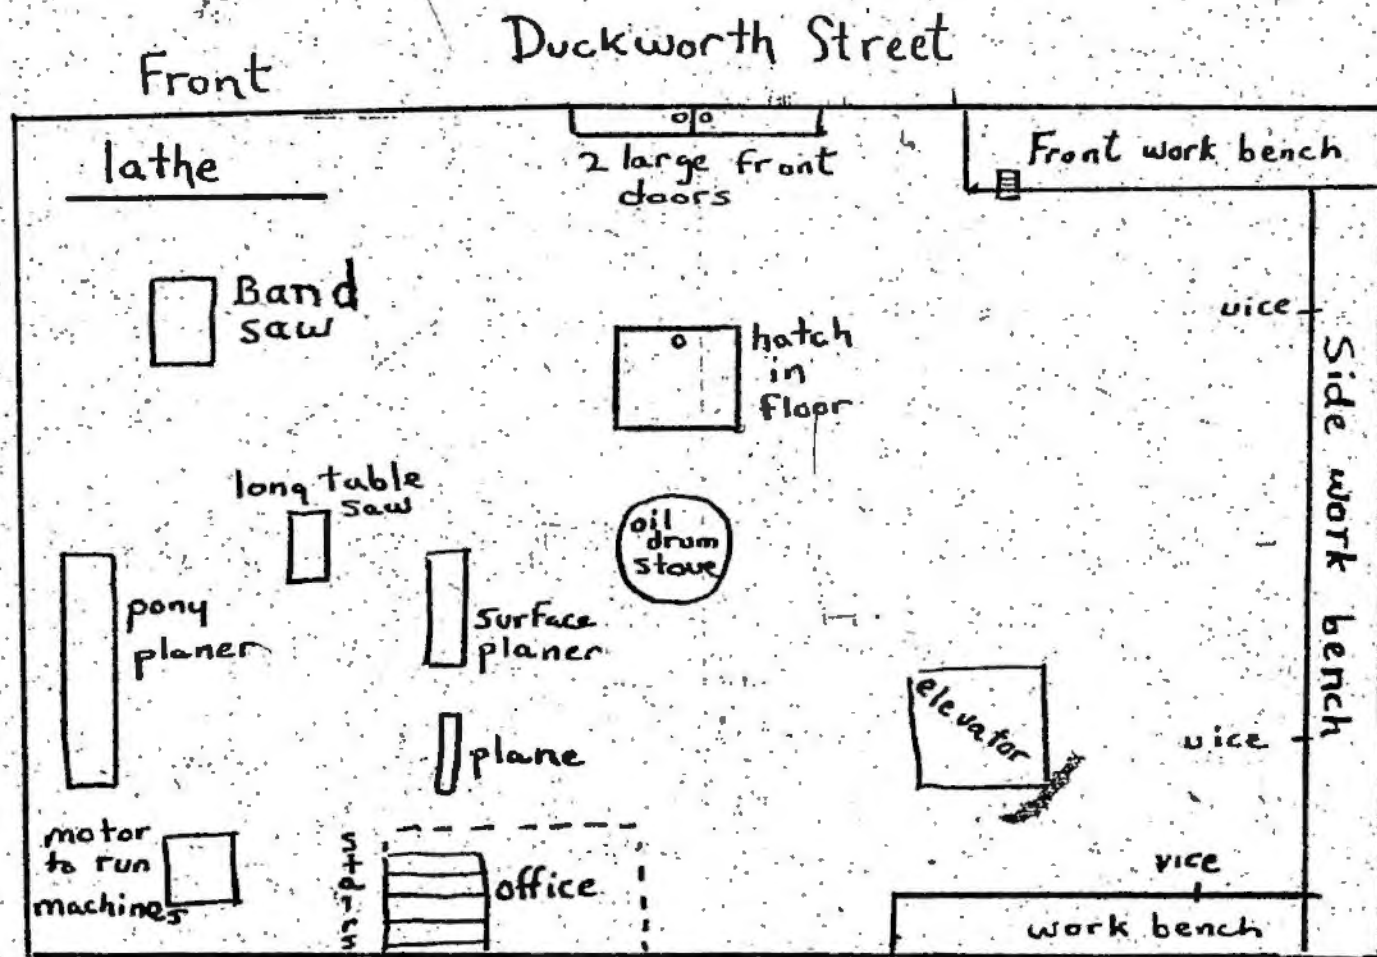 Duckworth Street
Front
lathe
2 large front
doors
Front work bench
Band
saw
hatch
in
floor
vice
Side work bench
long table
saw
oil
drum
stove
pony
planer
surface
planer
elevator
vice
plane
motor
to run
machines
office
vice
work bench